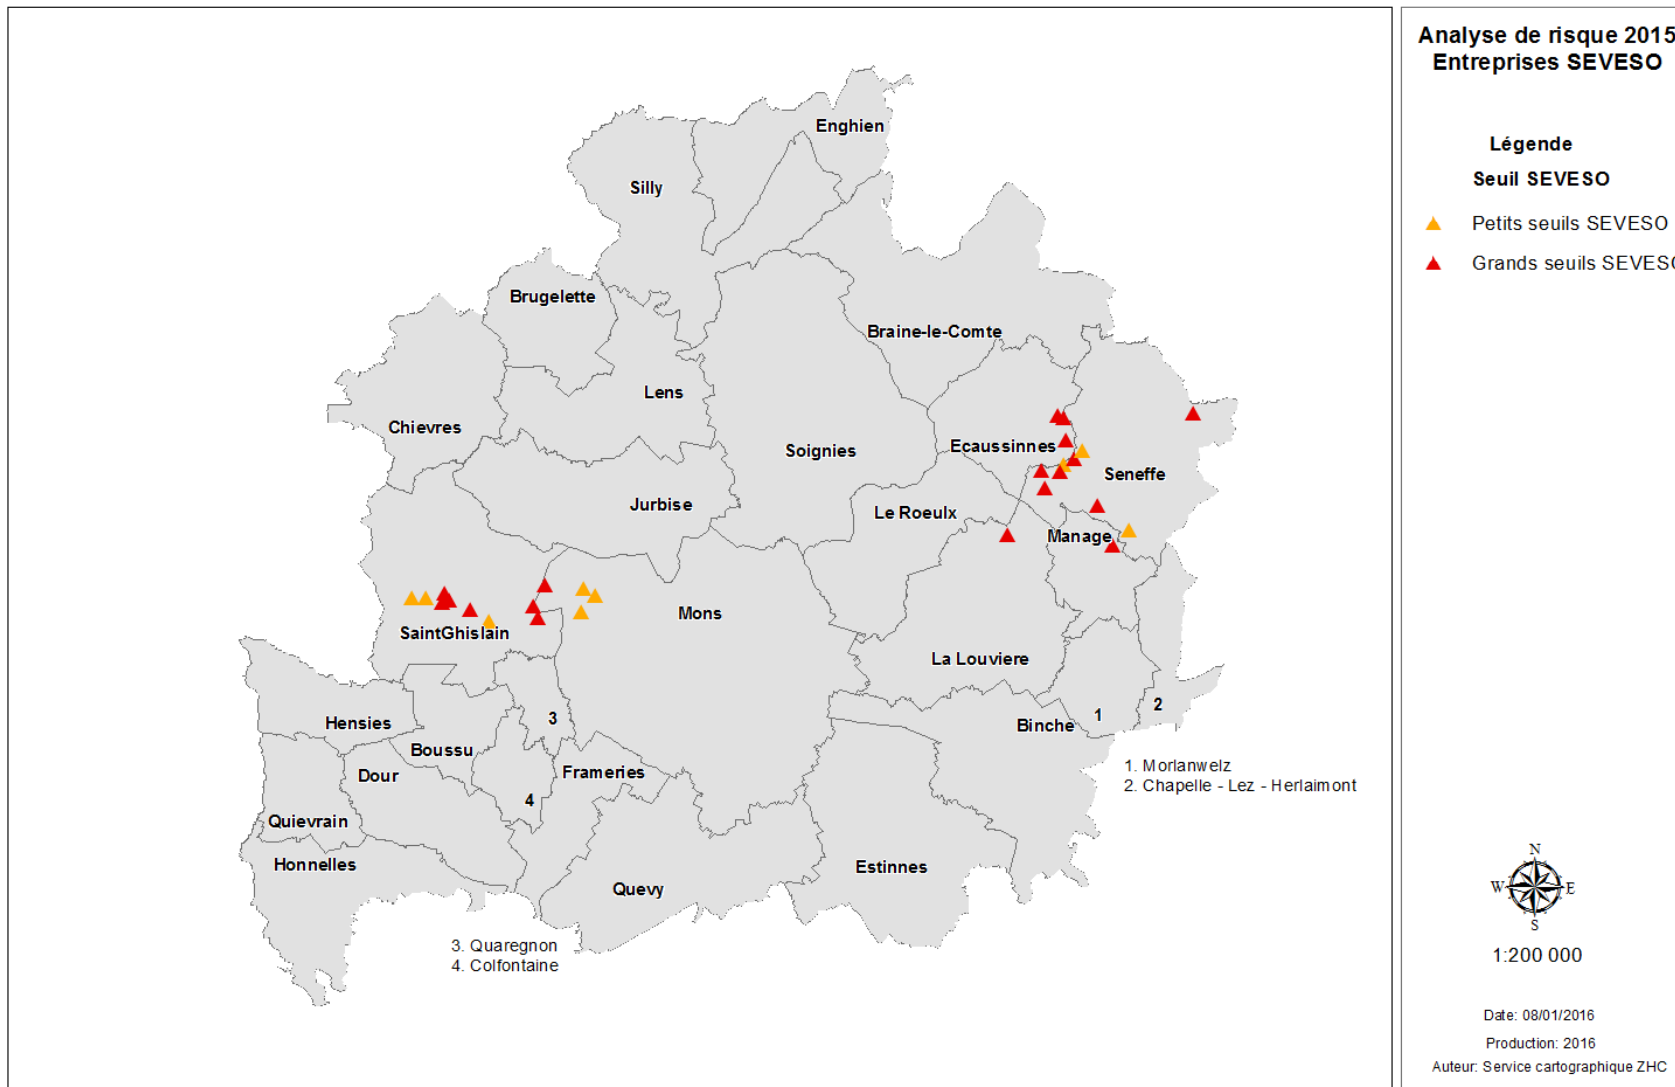 Analyse de risque 2015
Entreprises SEVESO
Légende
Seuil SEVESO
Petits seuils SEVESO
Grands seuils SEVESO
Enghien
Silly
Brugelette
Braine-le-Comte
Lens
Chievres
Soignies
Ecaussinnes
Seneffe
Jurbise
Le Roeulx
Manage
Mons
SaintGhislain
La Louviere
Hensies
3
Binche
1
2
Boussu
Dour
Frameries
4
1. Morlanwelz
2. Chapelle - Lez - Herlaimont
Quievrain
Honnelles
Estinnes
Quevy
3. Quaregnon
4. Colfontaine
N
W
E
S
1:200 000
Date: 08/01/2016
Production: 2016
Auteur: Service cartographique ZHC